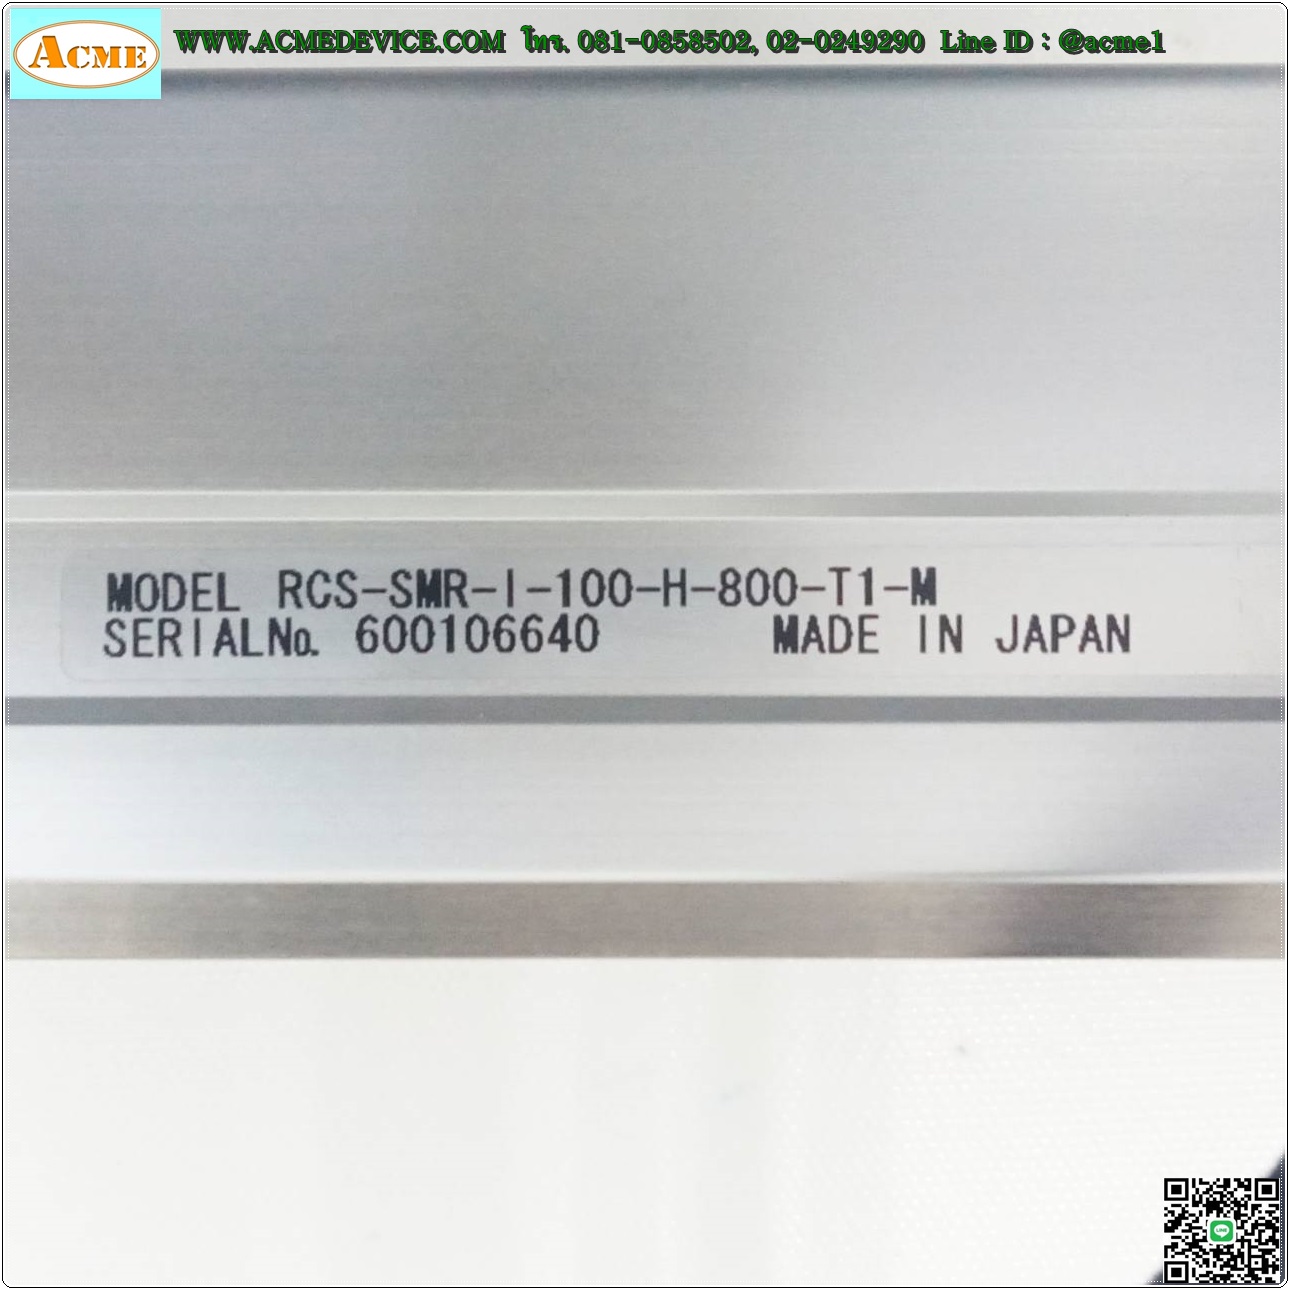 ACME
WWW.ACMEDEVICE.COM โทร. 081-0858502, 02-0249290 Line ID : @acme1
MODEL RCS-SMR-I-100-H-800-T1-M
SERIALNo. 600106640 MADE IN JAPAN
LINE